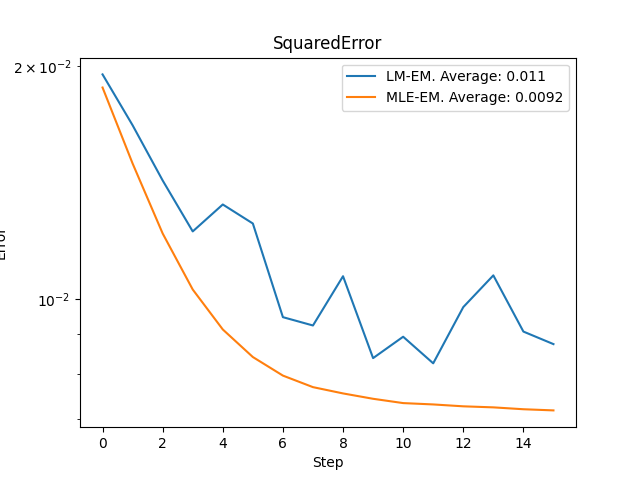 SquaredError
2 × 10⁻²
LM-EM. Average: 0.011
MLE-EM. Average: 0.0092
Error
10⁻²
0 2 4 6 8 10 12 14
Step